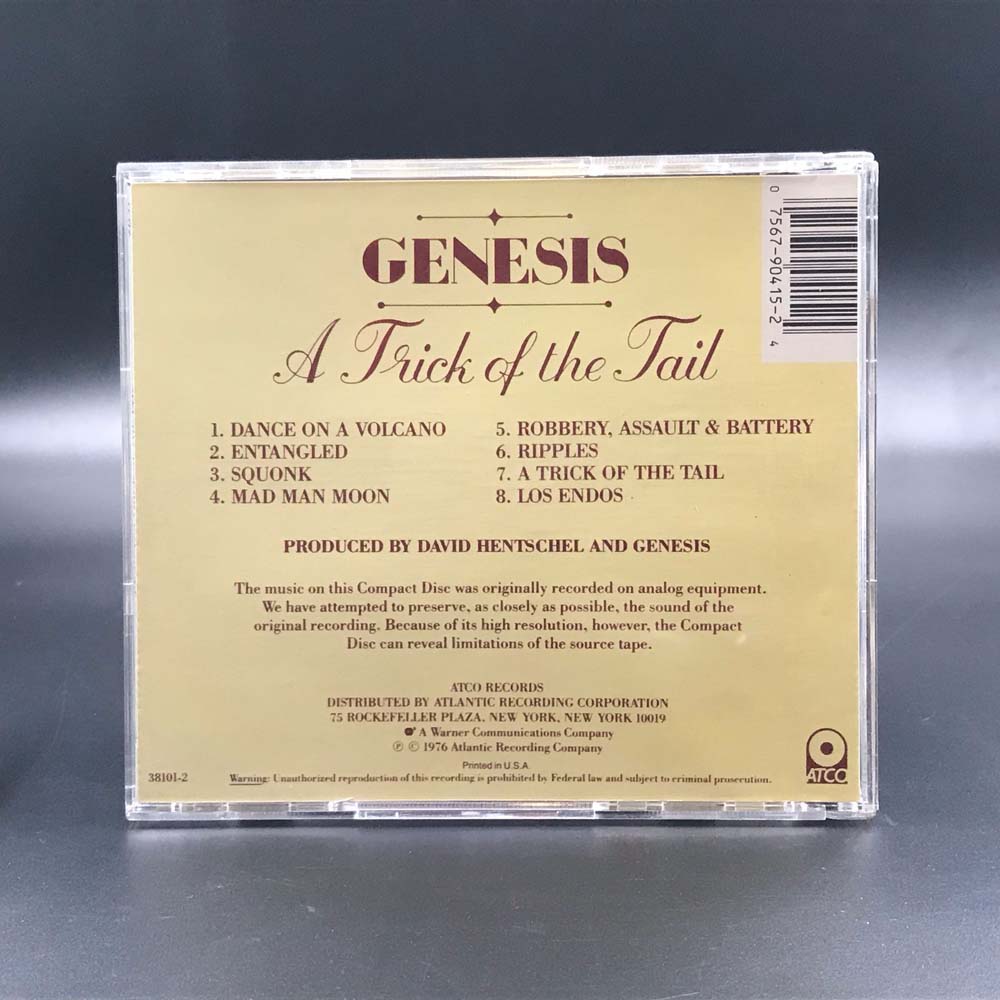 GENESIS
A Trick of the Tail
1. DANCE ON A VOLCANO
2. ENTANGLED
3. SQUONK
4. MAD MAN MOON
5. ROBBERY, ASSAULT & BATTERY
6. RIPPLES
7. A TRICK OF THE TAIL
8. LOS ENDOS
PRODUCED BY DAVID HENTSCHEL AND GENESIS
The music on this Compact Disc was originally recorded on analog equipment.
We have attempted to preserve, as closely as possible, the sound of the
original recording. Because of its high resolution, however, the Compact
Disc can reveal limitations of the source tape.
ATCO RECORDS
DISTRIBUTED BY ATLANTIC RECORDING CORPORATION
75 ROCKEFELLER PLAZA, NEW YORK, NEW YORK 10019
A Warner Communications Company
℗ © 1976 Atlantic Recording Company
Printed in U.S.A.
38101-2
Warning: Unauthorized reproduction of this recording is prohibited by Federal law and subject to criminal prosecution.
ATCO
0 7567-90415-2 4